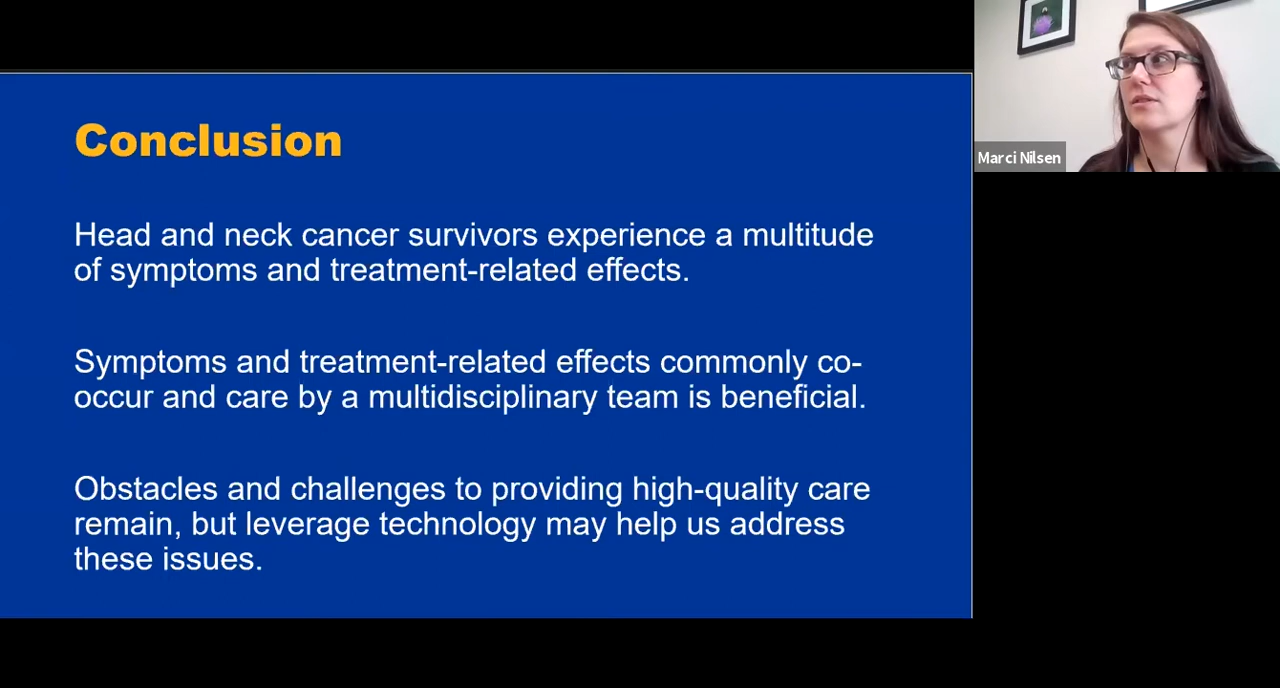 Conclusion
Head and neck cancer survivors experience a multitude
of symptoms and treatment-related effects.
Symptoms and treatment-related effects commonly co-
occur and care by a multidisciplinary team is beneficial.
Obstacles and challenges to providing high-quality care
remain, but leverage technology may help us address
these issues.
Marci Nilsen